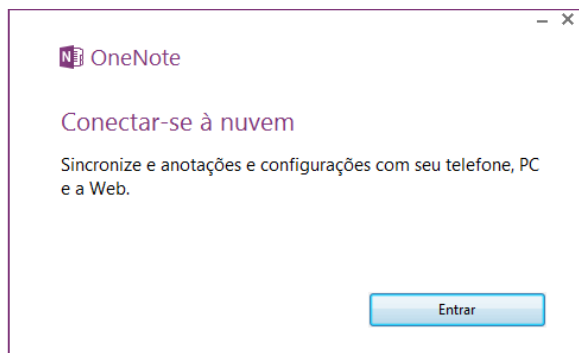 OneNote
Conectar-se à nuvem
Sincronize e anotações e configurações com seu telefone, PC
e a Web.
Entrar